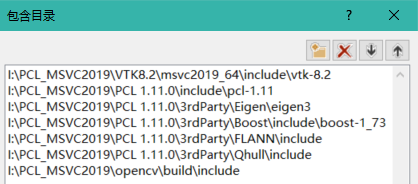 包含目录
? ×
I:\PCL_MSVC2019\VTK8.2\msvc2019_64\include\vtk-8.2
I:\PCL_MSVC2019\PCL 1.11.0\include\pcl-1.11
I:\PCL_MSVC2019\PCL 1.11.0\3rdParty\Eigen\eigen3
I:\PCL_MSVC2019\PCL 1.11.0\3rdParty\Boost\include\boost-1_73
I:\PCL_MSVC2019\PCL 1.11.0\3rdParty\FLANN\include
I:\PCL_MSVC2019\PCL 1.11.0\3rdParty\Qhull\include
I:\PCL_MSVC2019\opencv\build\include